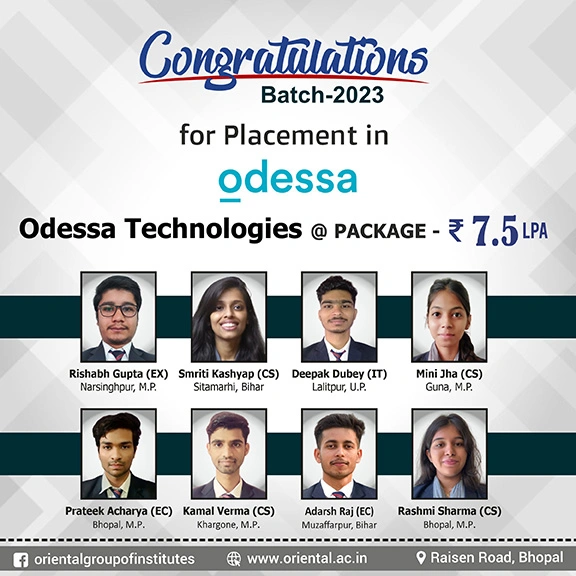 Congratulations
Batch-2023
for Placement in
odessa
Odessa Technologies @ PACKAGE - ₹ 7.5 LPA
Rishabh Gupta (EX) Smriti Kashyap (CS) Deepak Dubey (IT) Mini Jha (CS)
Narsinghpur, M.P. Sitamarhi, Bihar Lalitpur, U.P. Guna, M.P.
Prateek Acharya (EC) Kamal Verma (CS) Adarsh Raj (EC) Rashmi Sharma (CS)
Bhopal, M.P. Khargone, M.P. Muzaffarpur, Bihar Bhopal, M.P.
f orientalgroupofinstitutes www.oriental.ac.in Raisen Road, Bhopal